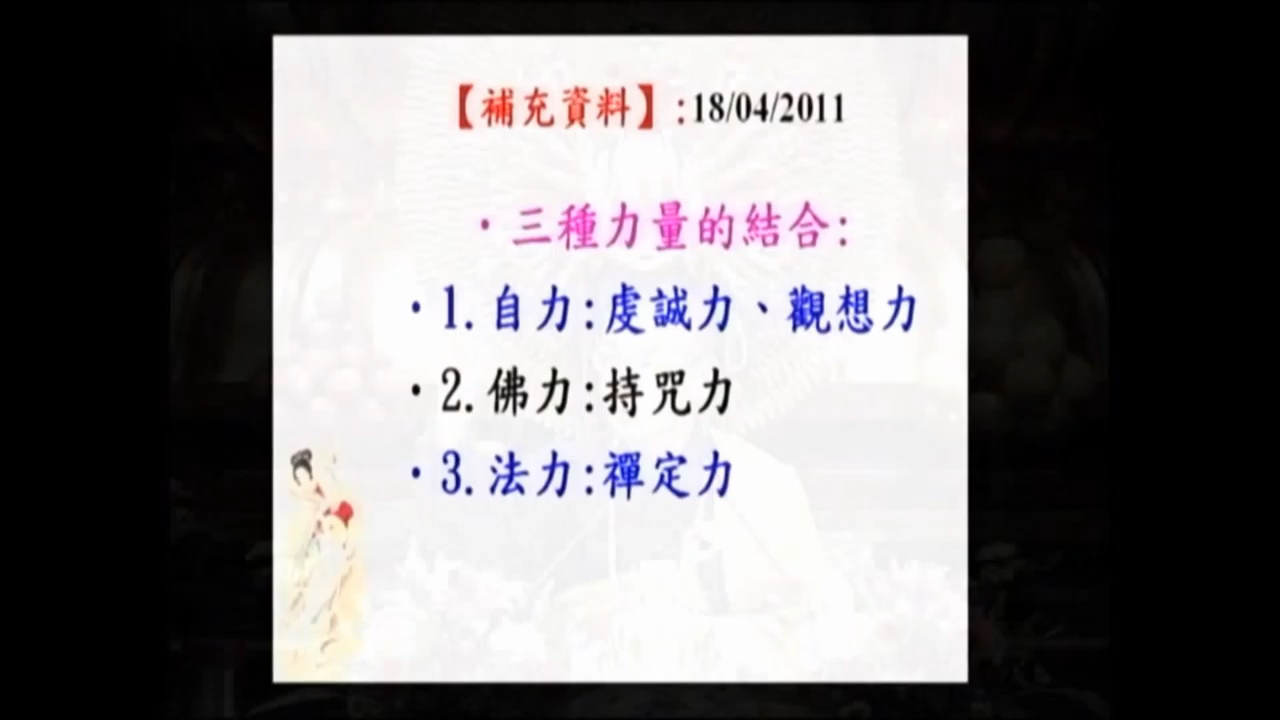 【補充資料】:18/04/2011
・三種力量的結合:
・1.自力:虔誠力、觀想力
・2.佛力:持咒力
・3.法力:禪定力